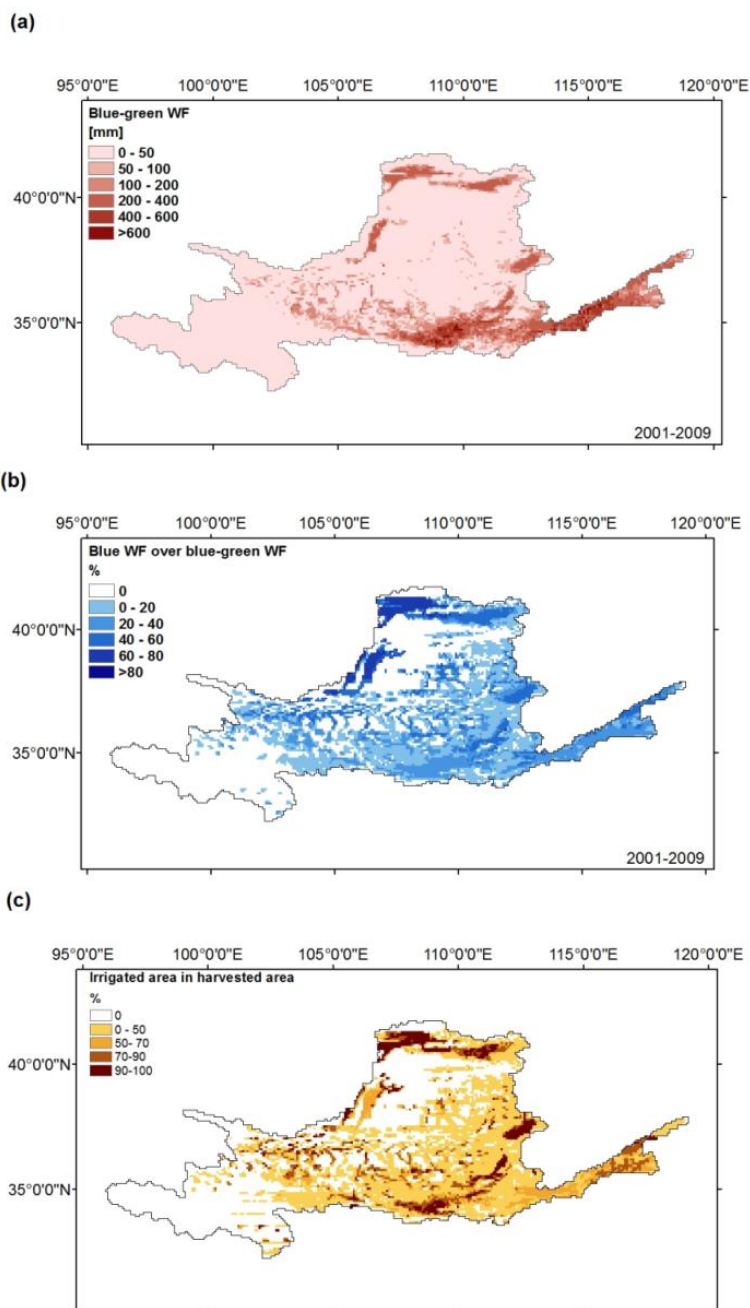 (a)
95°0'0"E 100°0'0"E 105°0'0"E 110°0'0"E 115°0'0"E 120°0'0"E
Blue-green WF
[mm]
0 - 50
50 - 100
100 - 200
200 - 400
400 - 600
>600
40°0'0"N
35°0'0"N
2001-2009
(b)
95°0'0"E 100°0'0"E 105°0'0"E 110°0'0"E 115°0'0"E 120°0'0"E
Blue WF over blue-green WF
%
0
0 - 20
20 - 40
40 - 60
60 - 80
>80
40°0'0"N
35°0'0"N
2001-2009
(c)
95°0'0"E 100°0'0"E 105°0'0"E 110°0'0"E 115°0'0"E 120°0'0"E
Irrigated area in harvested area
%
0
0 - 50
50- 70
70-90
90-100
40°0'0"N
35°0'0"N